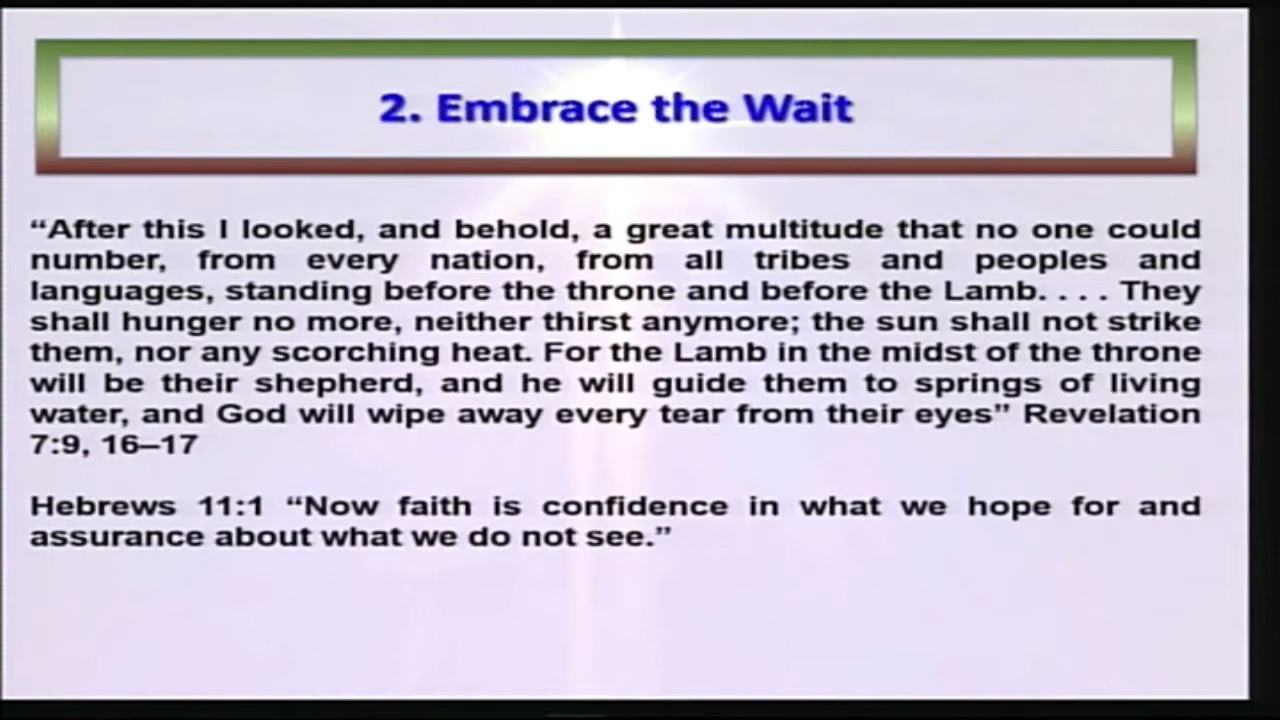 2. Embrace the Wait
“After this I looked, and behold, a great multitude that no one could
number, from every nation, from all tribes and peoples and
languages, standing before the throne and before the Lamb. . . . They
shall hunger no more, neither thirst anymore; the sun shall not strike
them, nor any scorching heat. For the Lamb in the midst of the throne
will be their shepherd, and he will guide them to springs of living
water, and God will wipe away every tear from their eyes” Revelation
7:9, 16–17
Hebrews 11:1 “Now faith is confidence in what we hope for and
assurance about what we do not see.”